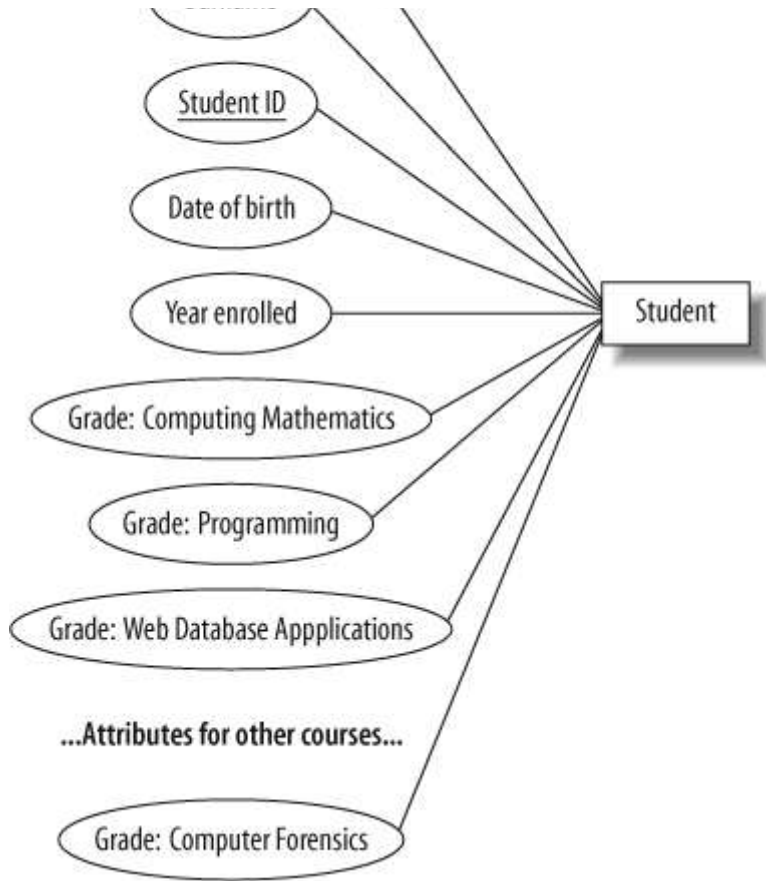 Student ID
Date of birth
Year enrolled
Student
Grade: Computing Mathematics
Grade: Programming
Grade: Web Database Appplications
...Attributes for other courses...
Grade: Computer Forensics